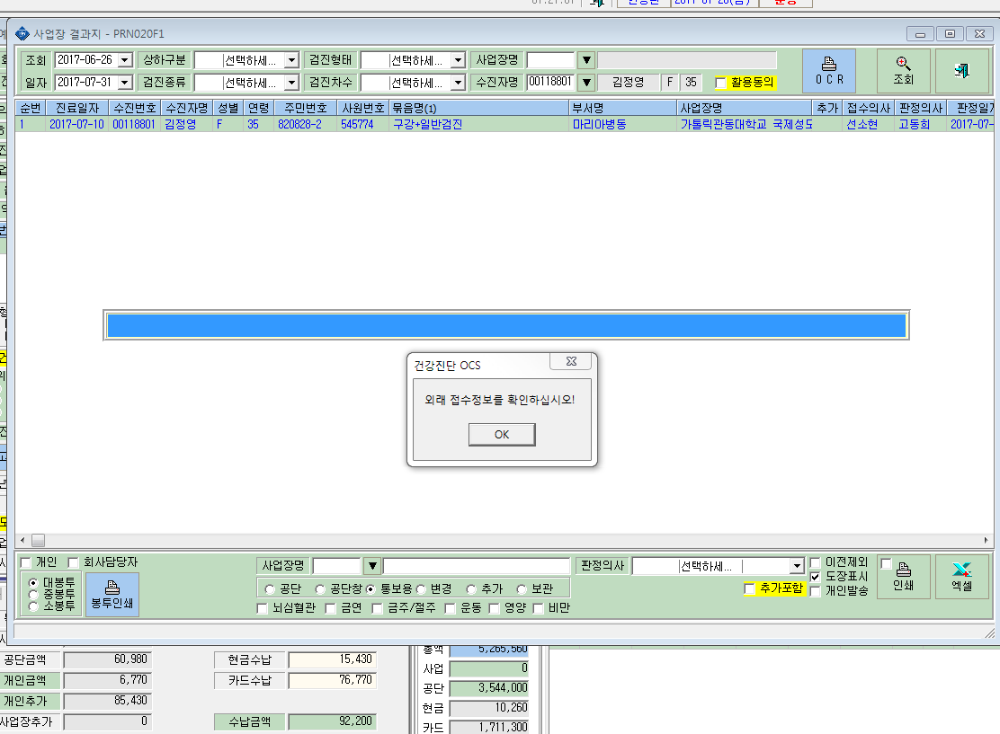 사업장 결과지 - PRN020F1
조회 2017-06-26 상하구분 선택하세... 검진형태 선택하세... 사업장명 OCR 조회
일자 2017-07-31 검진종류 선택하세... 검진차수 선택하세... 수진자명 00118801 김정영 F 35 활용동의
순번 진료일자 수진번호 수진자명 성별 연령 주민번호 사원번호 묶음명(1) 부서명 사업장명 추가 접수의사 판정의사 판정일자
1 2017-07-10 00118801 김정영 F 35 820828-2 545774 구강+일반검진 마리아병동 가톨릭관동대학교 국제성모 선소현 고동희 2017-07-
건강진단 OCS
외래 접수정보를 확인하십시오!
OK
개인 회사담당자 사업장명 판정의사 선택하세... 이전제외
대봉투 중봉투 소봉투 봉투인쇄 공단 공단창 통보용 변경 추가 보관 추가포함 도장표시 개인발송 인쇄 엑셀
뇌심혈관 금연 금주/절주 운동 영양 비만
공단금액 60,980 현금수납 15,430 총액 5,265,560
개인금액 6,770 카드수납 76,770 사업 0
개인추가 85,430 공단 3,544,000
사업장추가 0 수납금액 92,200 현금 10,260
카드 1,711,300